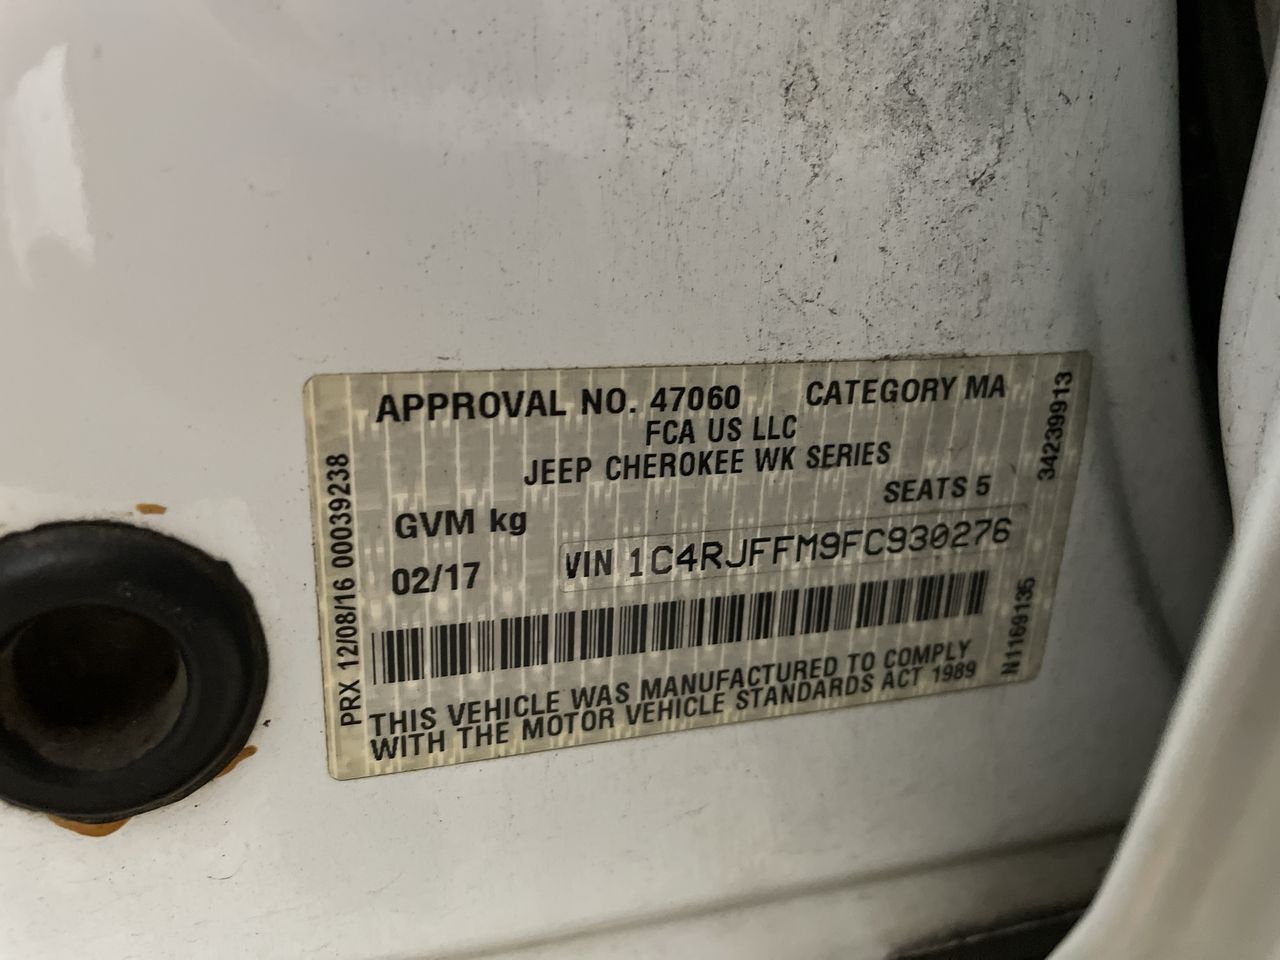 APPROVAL NO. 47060 CATEGORY MA
FCA US LLC
JEEP CHEROKEE WK SERIES
SEATS 5
GVM kg
02/17 VIN 1C4RJFFM9FC930276
THIS VEHICLE WAS MANUFACTURED TO COMPLY
WITH THE MOTOR VEHICLE STANDARDS ACT 1989
PRX 12/08/16 00039238
34239913
N1169135